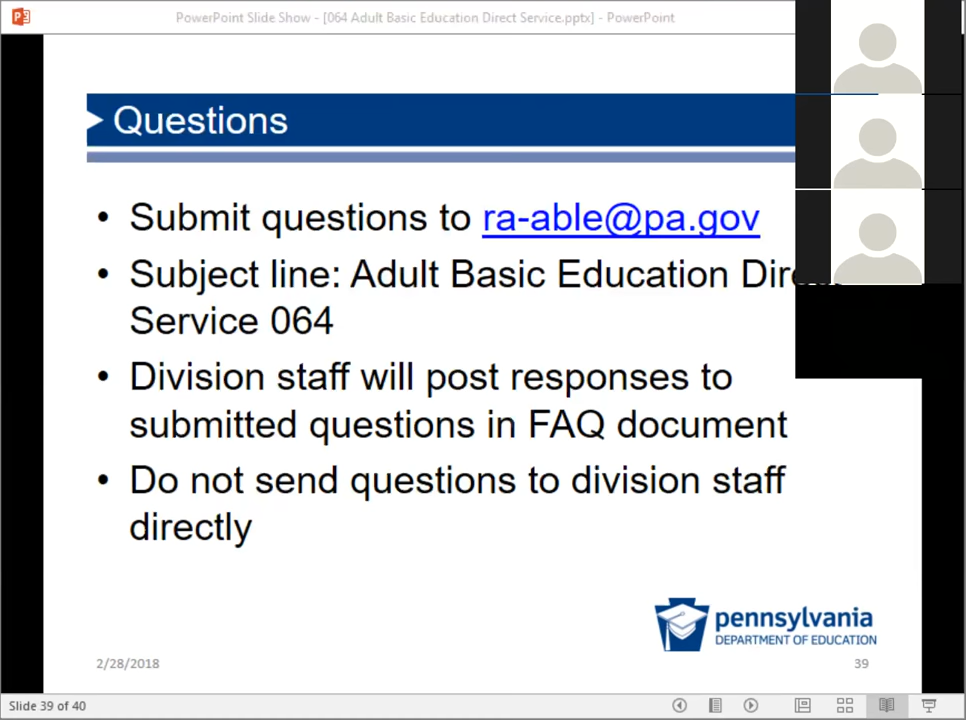 PowerPoint Slide Show - [064 Adult Basic Education Direct Service.pptx] - PowerPoint
Questions
• Submit questions to ra-able@pa.gov
• Subject line: Adult Basic Education
Service 064
• Division staff will post responses to
submitted questions in FAQ document
• Do not send questions to division staff
directly
pennsylvania
DEPARTMENT OF EDUCATION
2/28/2018
39
Slide 39 of 40